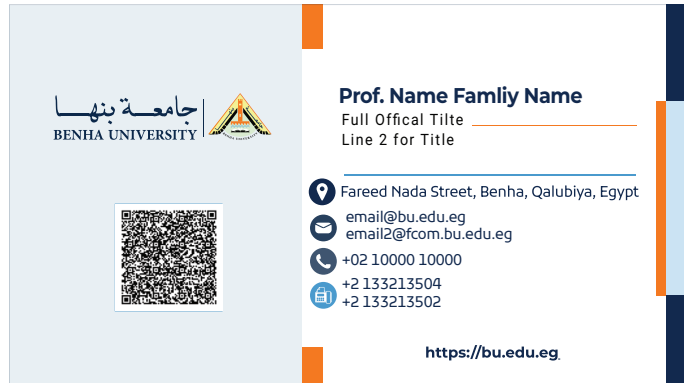 جامعة بنها
BENHA UNIVERSITY
Prof. Name Famliy Name
Full Offical Tilte
Line 2 for Title
Fareed Nada Street, Benha, Qalubiya, Egypt
email@bu.edu.eg
email2@fcom.bu.edu.eg
+02 10000 10000
+2 133213504
+2 133213502
https://bu.edu.eg